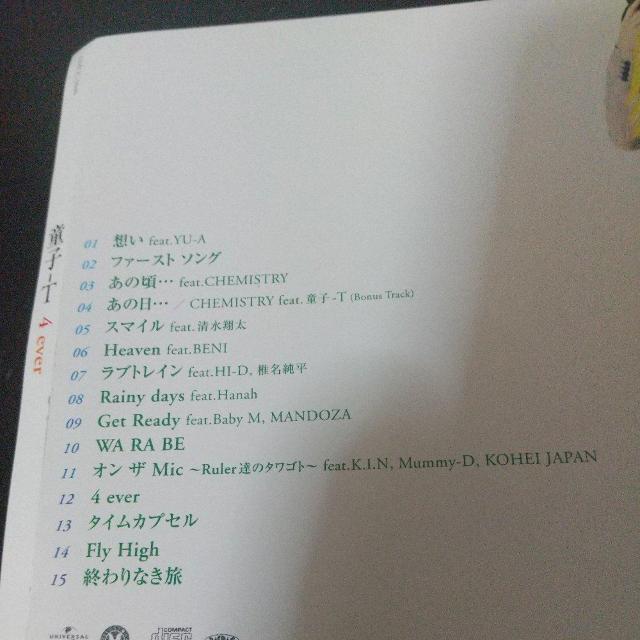 童子-T 4 ever
01 想い feat.YU-A
02 ファースト ソング
03 あの頃… feat.CHEMISTRY
04 あの日… / CHEMISTRY feat. 童子-T (Bonus Track)
05 スマイル feat.清水翔太
06 Heaven feat.BENI
07 ラブトレイン feat.HI-D, 椎名純平
08 Rainy days feat.Hanah
09 Get Ready feat.Baby M, MANDOZA
10 WA RA BE
11 オン ザ Mic ～Ruler達のタワゴト～ feat.K.I.N, Mummy-D, KOHEI JAPAN
12 4 ever
13 タイムカプセル
14 Fly High
15 終わりなき旅
UNIVERSAL
COMPACT disc